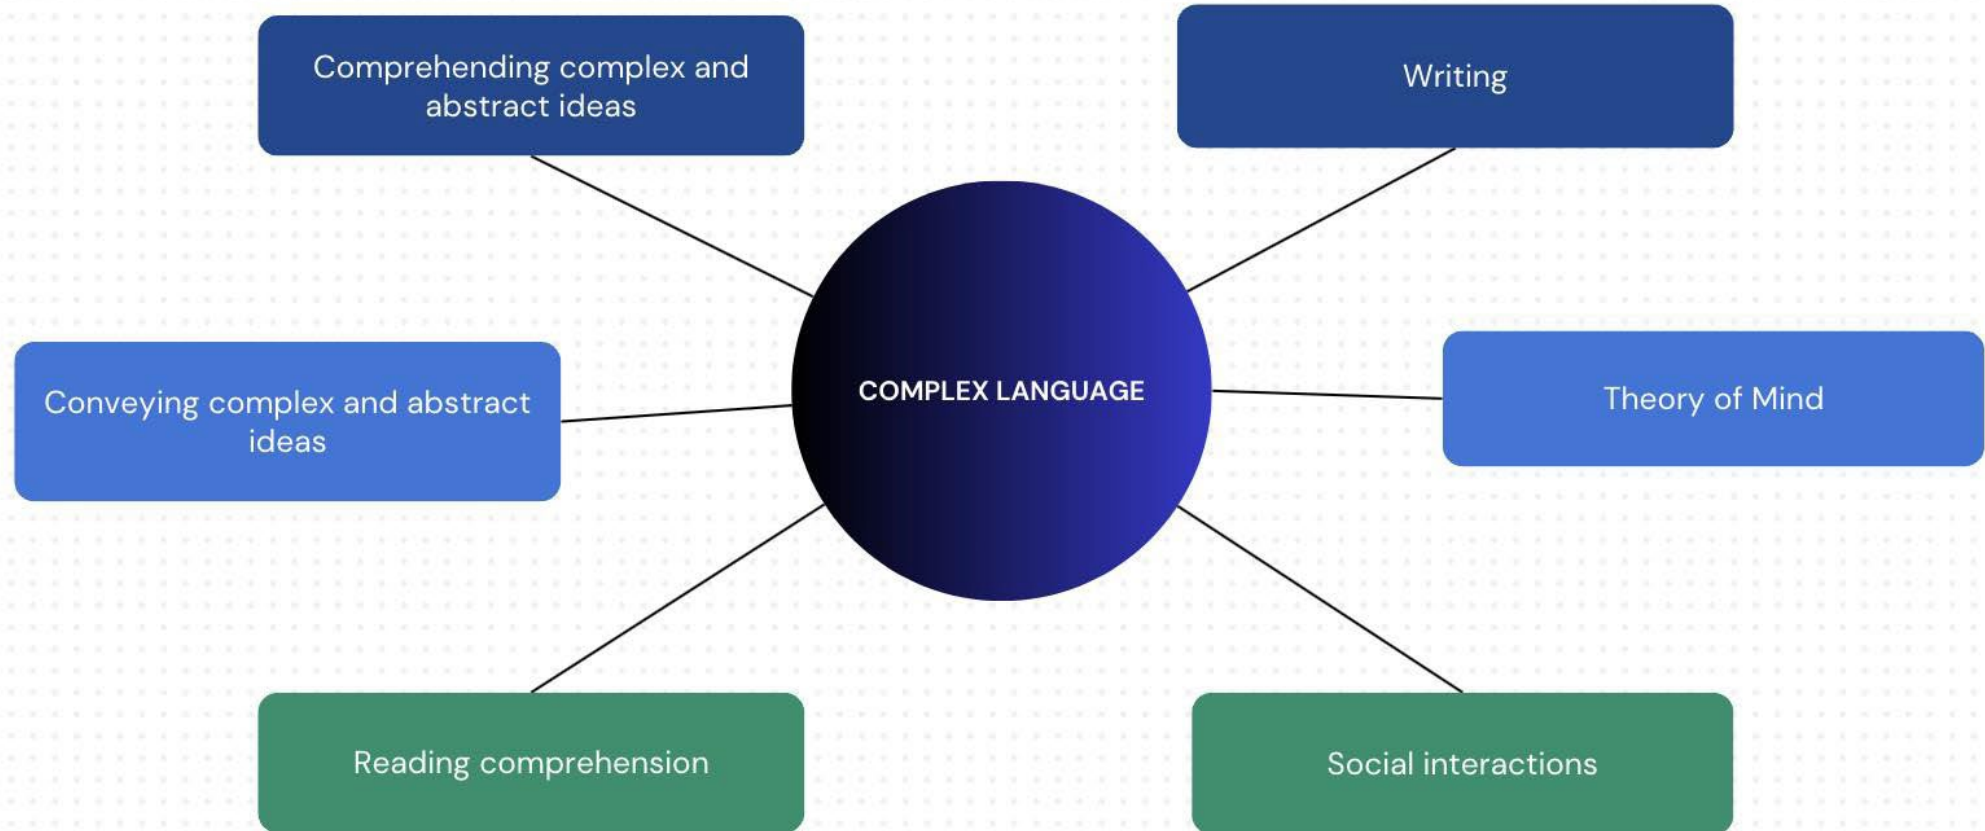 Comprehending complex and
abstract ideas
Writing
Conveying complex and abstract
ideas
COMPLEX LANGUAGE
Theory of Mind
Reading comprehension
Social interactions